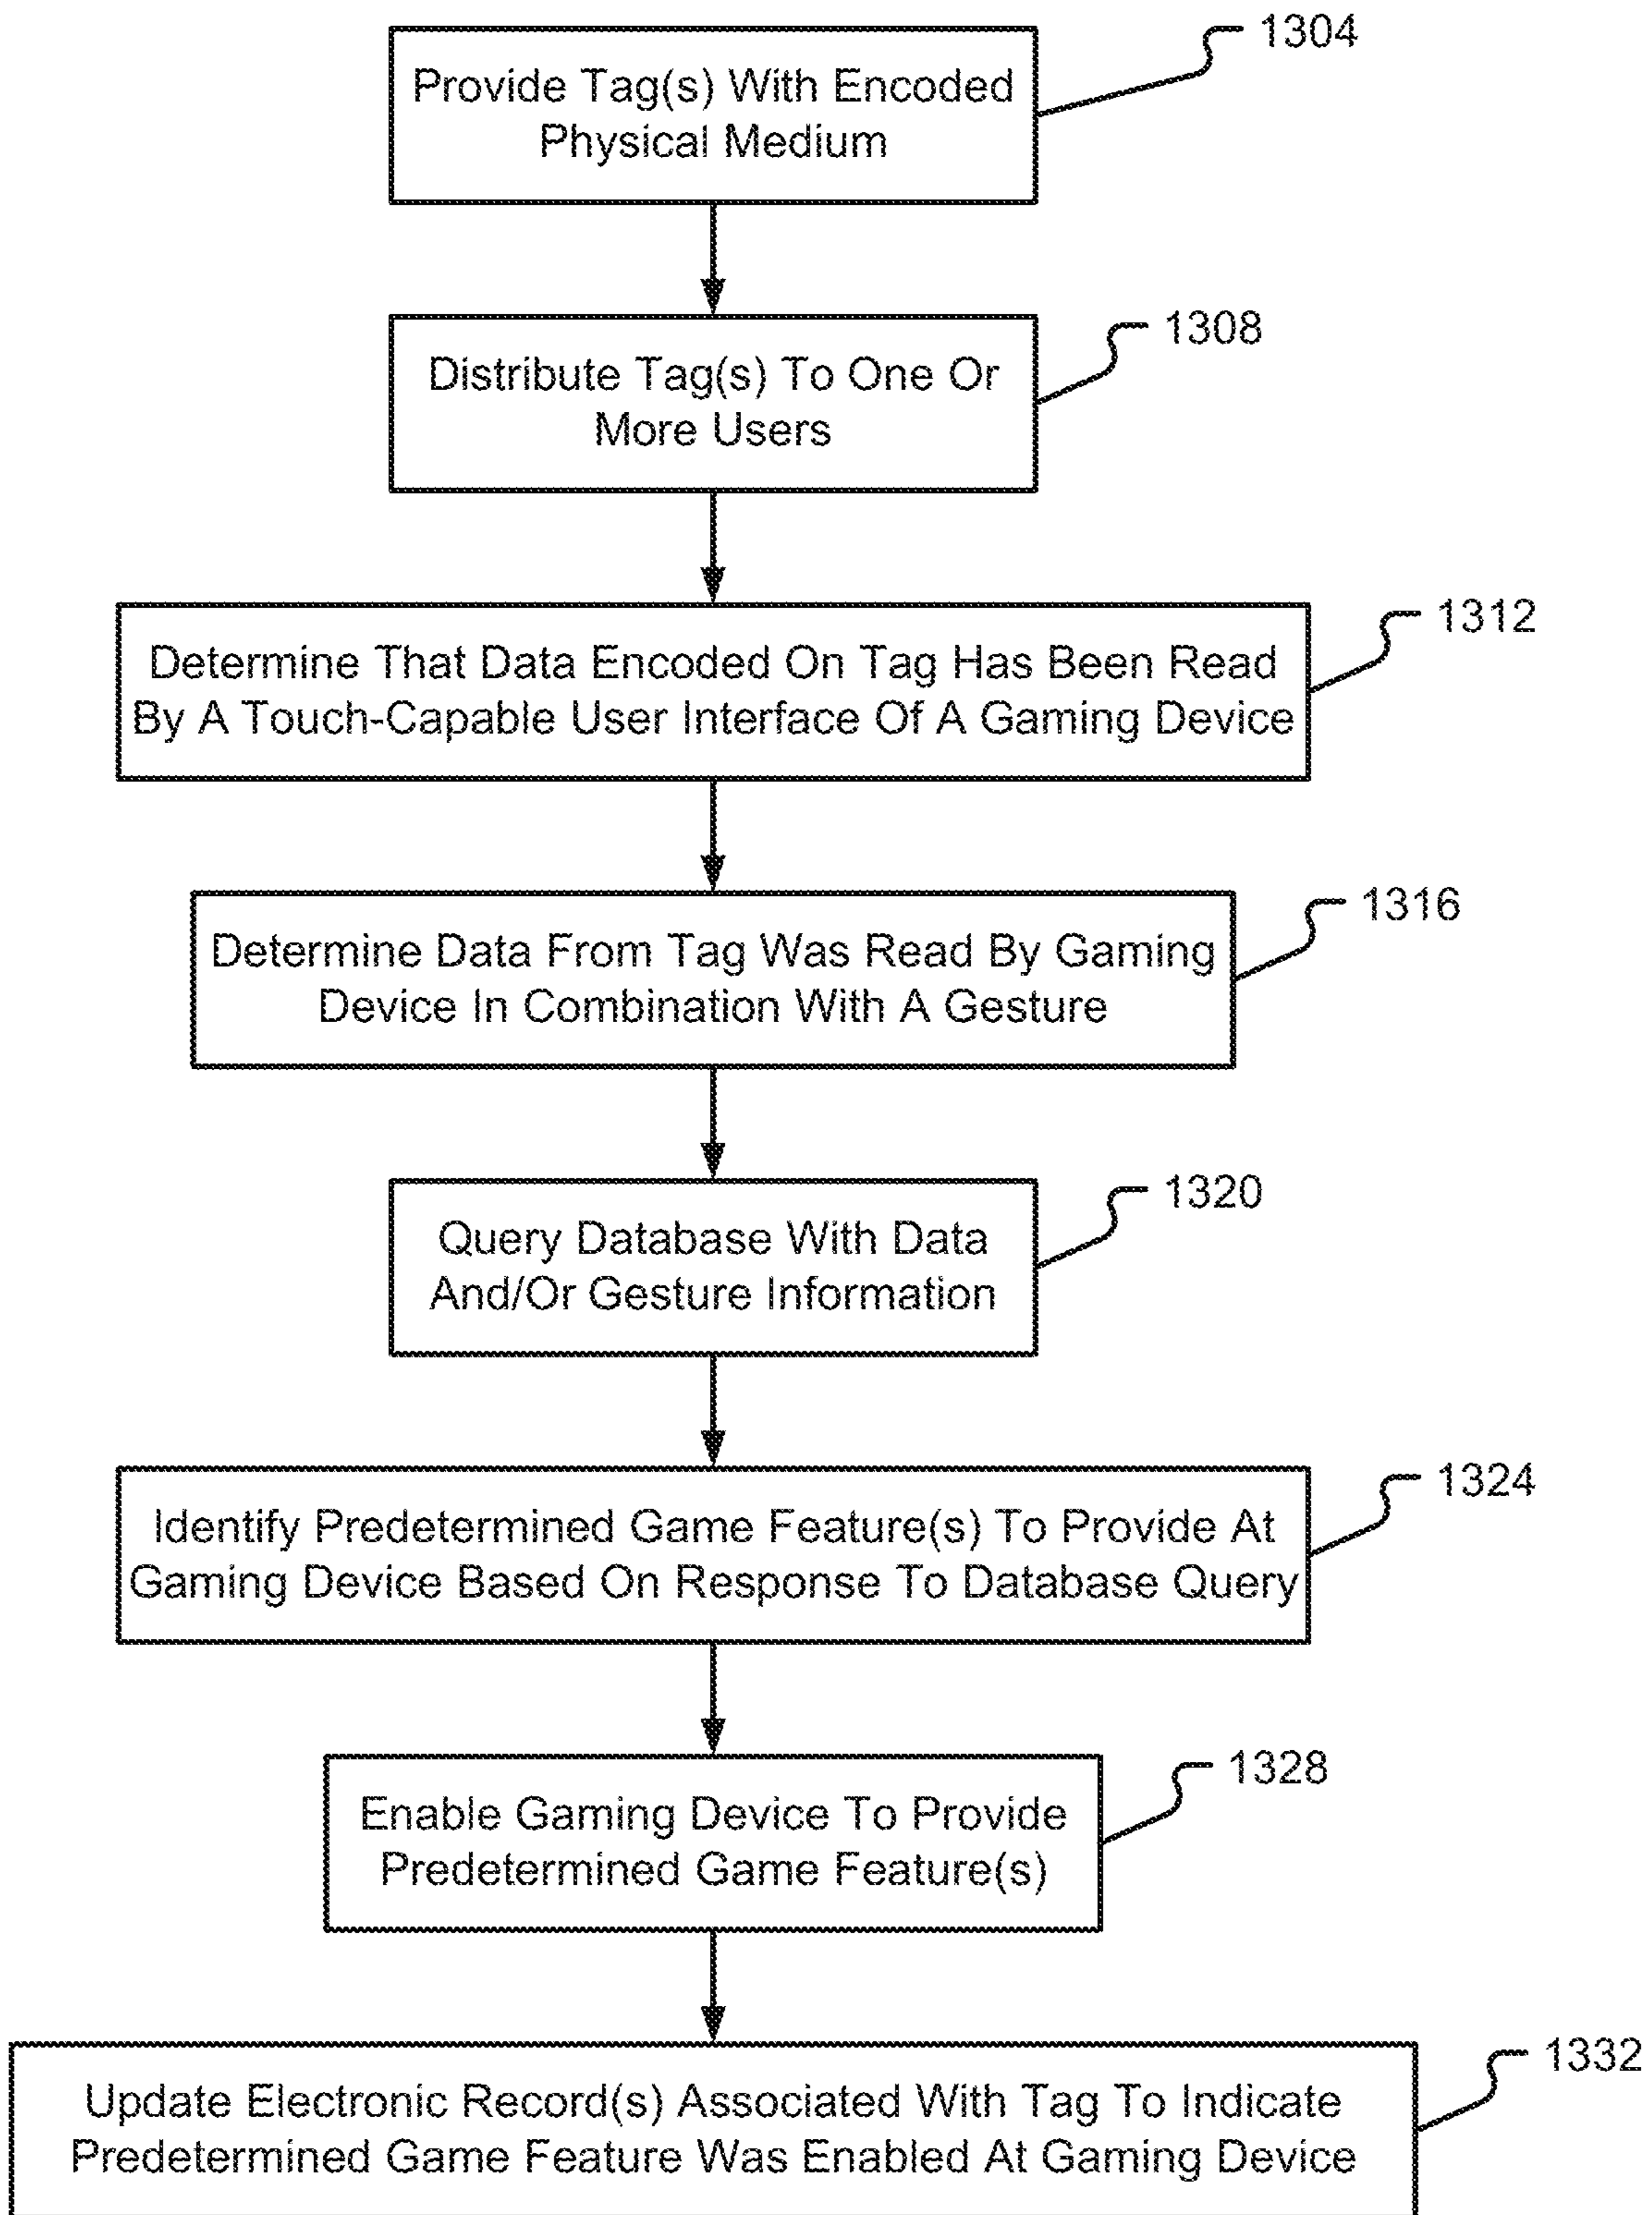 1304
Provide Tag(s) With Encoded
Physical Medium
1308
Distribute Tag(s) To One Or
More Users
1312
Determine That Data Encoded On Tag Has Been Read
By A Touch-Capable User Interface Of A Gaming Device
1316
Determine Data From Tag Was Read By Gaming
Device In Combination With A Gesture
1320
Query Database With Data
And/Or Gesture Information
1324
Identify Predetermined Game Feature(s) To Provide At
Gaming Device Based On Response To Database Query
1328
Enable Gaming Device To Provide
Predetermined Game Feature(s)
1332
Update Electronic Record(s) Associated With Tag To Indicate
Predetermined Game Feature Was Enabled At Gaming Device